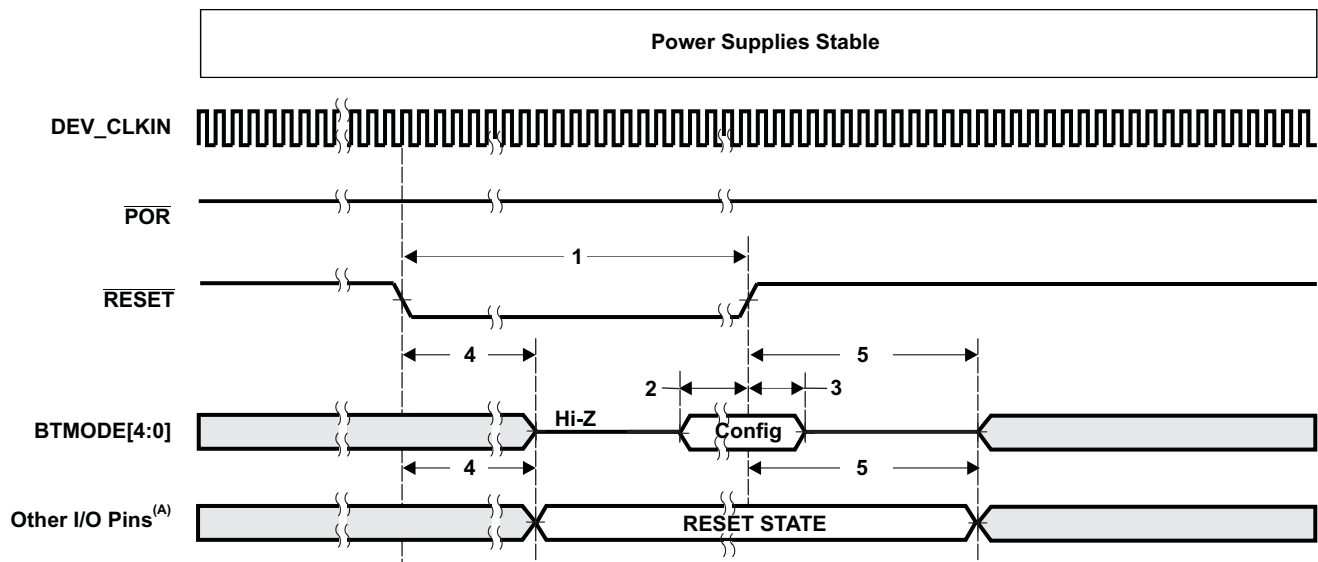 Power Supplies Stable
DEV_CLKIN
POR
1
RESET
4
5
2
3
BTMODE[4:0]
Hi-Z
Config
4
5
Other I/O Pins(A)
RESET STATE